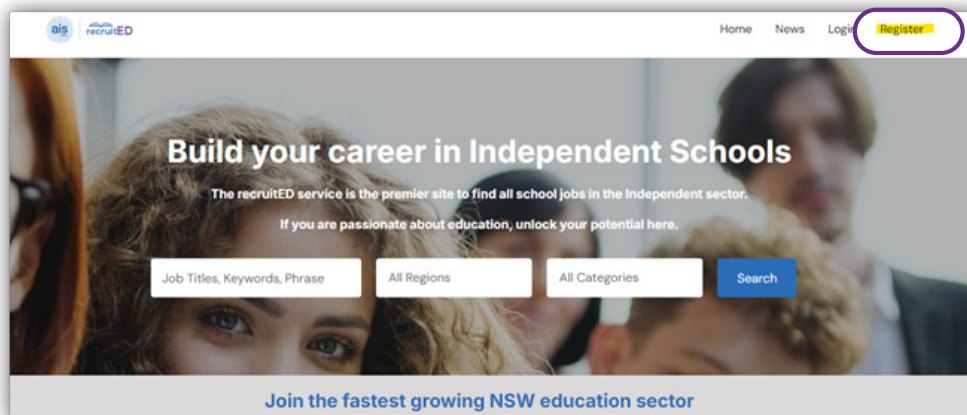 ais recruitED
Home News Login Register
Build your career in Independent Schools
The recruitED service is the premier site to find all school jobs in the Independent sector.
If you are passionate about education, unlock your potential here.
Job Titles, Keywords, Phrase All Regions All Categories Search
Join the fastest growing NSW education sector